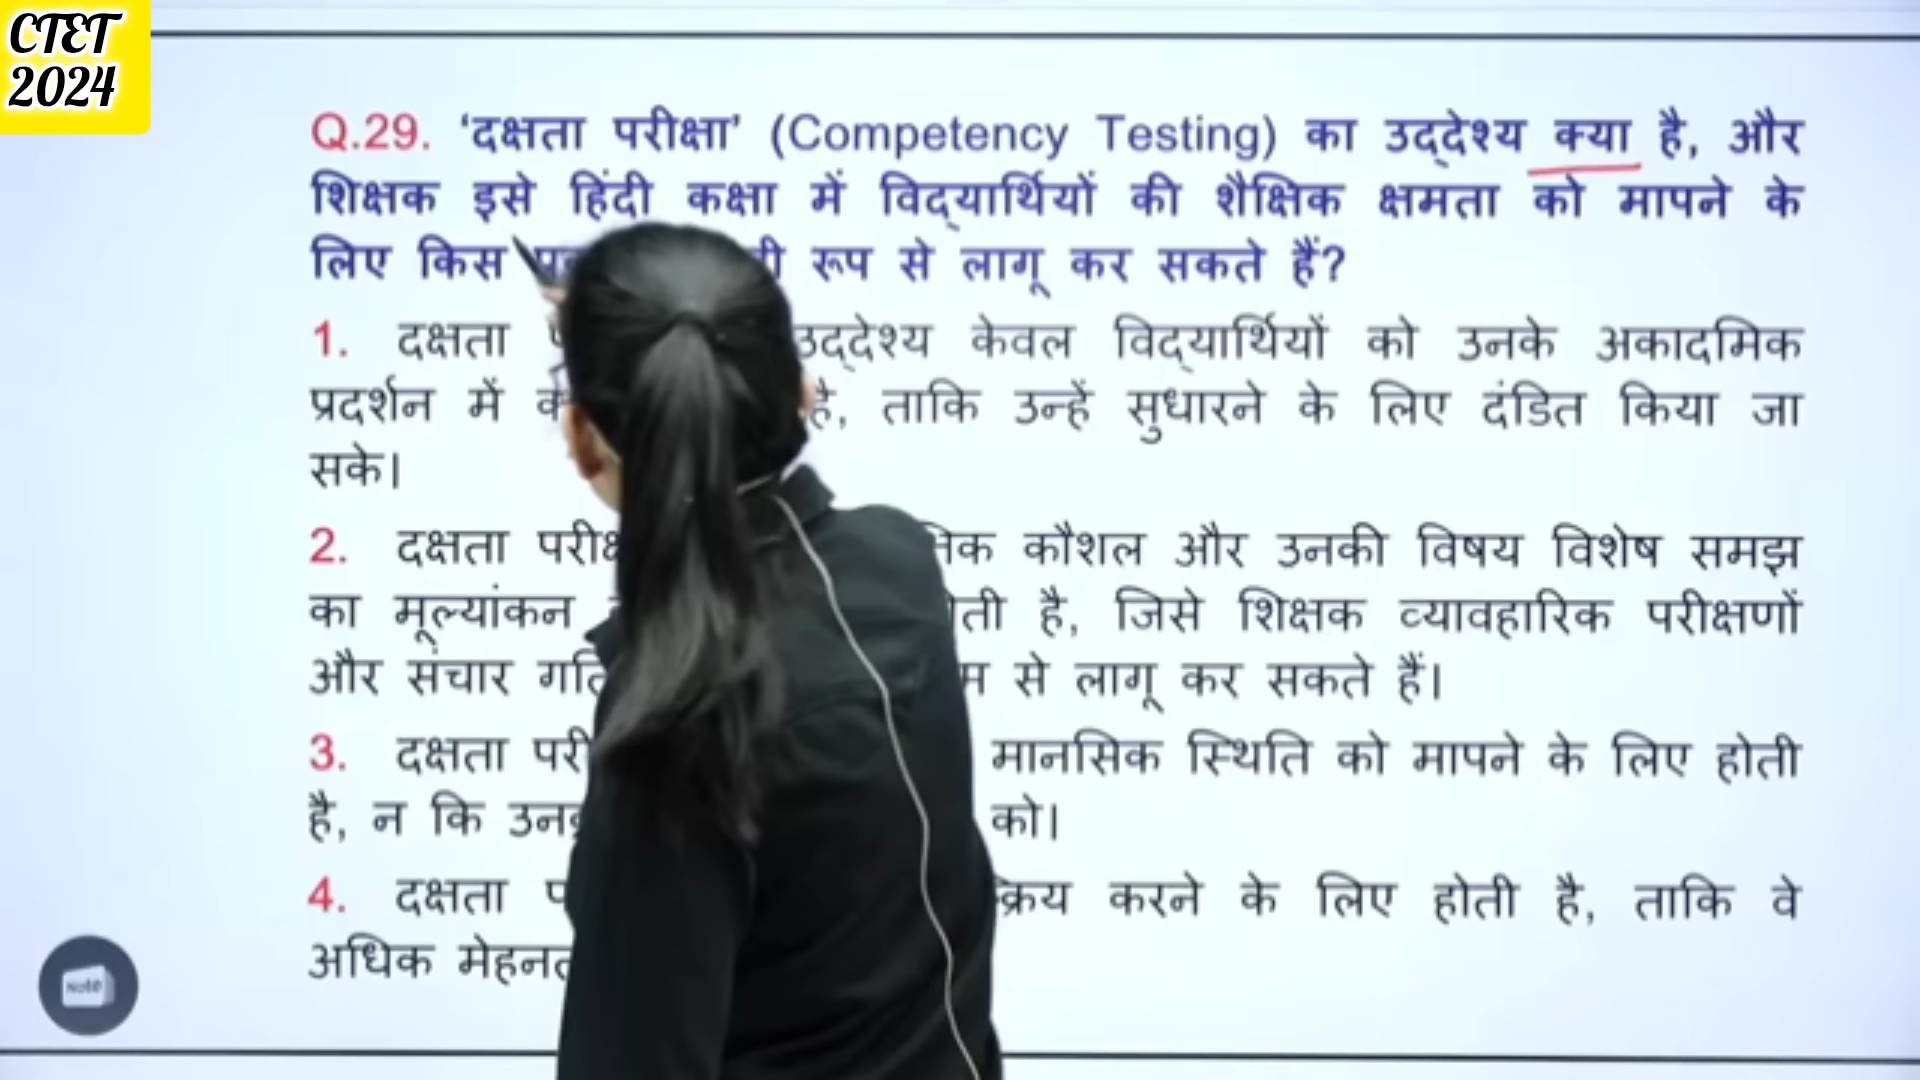 CTET
2024
Q.29. ‘दक्षता परीक्षा’ (Competency Testing) का उद्देश्य क्या है, और
शिक्षक इसे हिंदी कक्षा में विद्यार्थियों की शैक्षिक क्षमता को मापने के
लिए किस रूप से लागू कर सकते हैं?
1. दक्षता उद्देश्य केवल विद्यार्थियों को उनके अकादमिक
प्रदर्शन में है, ताकि उन्हें सुधारने के लिए दंडित किया जा
सके।
2. दक्षता कौशल और उनकी विषय विशेष समझ
का मूल्यांकन है, जिसे शिक्षक व्यावहारिक परीक्षणों
और संचार से लागू कर सकते हैं।
3. दक्षता मानसिक स्थिति को मापने के लिए होती
है, न कि को।
4. दक्षता करने के लिए होती है, ताकि वे
अधिक
Note